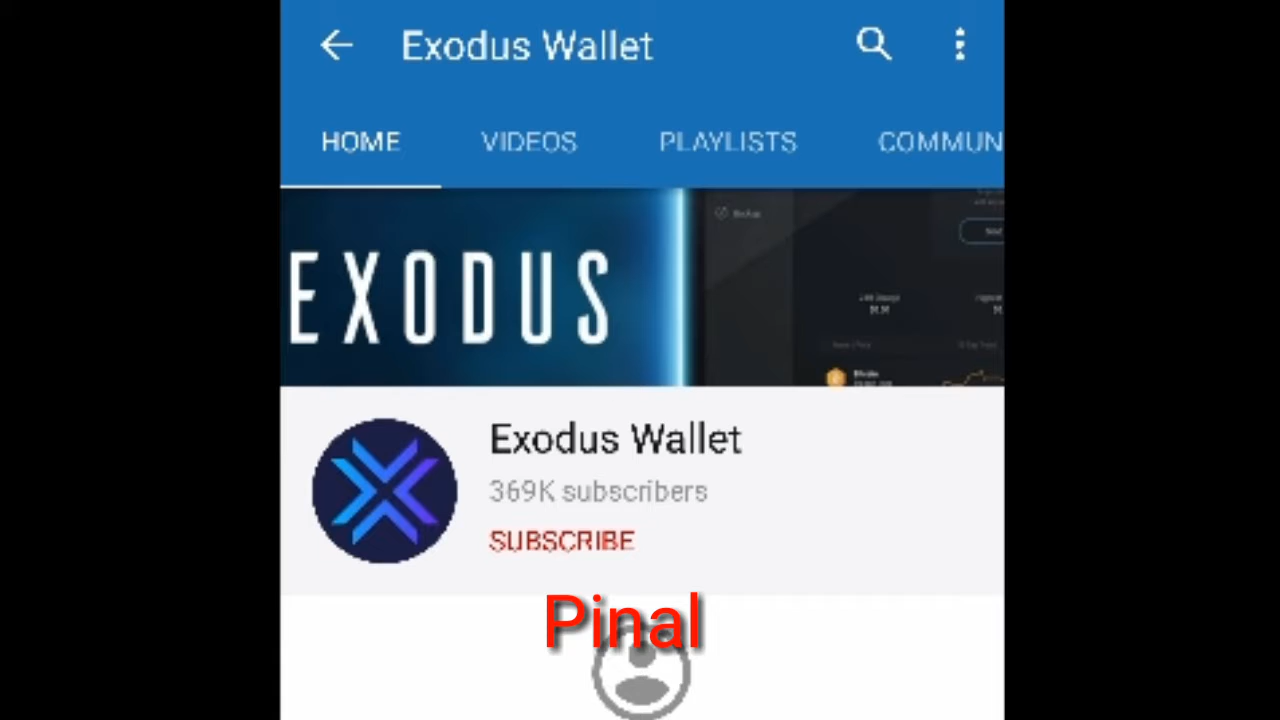 Exodus Wallet
HOME VIDEOS PLAYLISTS COMMUN
EXODUS
Exodus Wallet
369K subscribers
SUBSCRIBE
Pinal